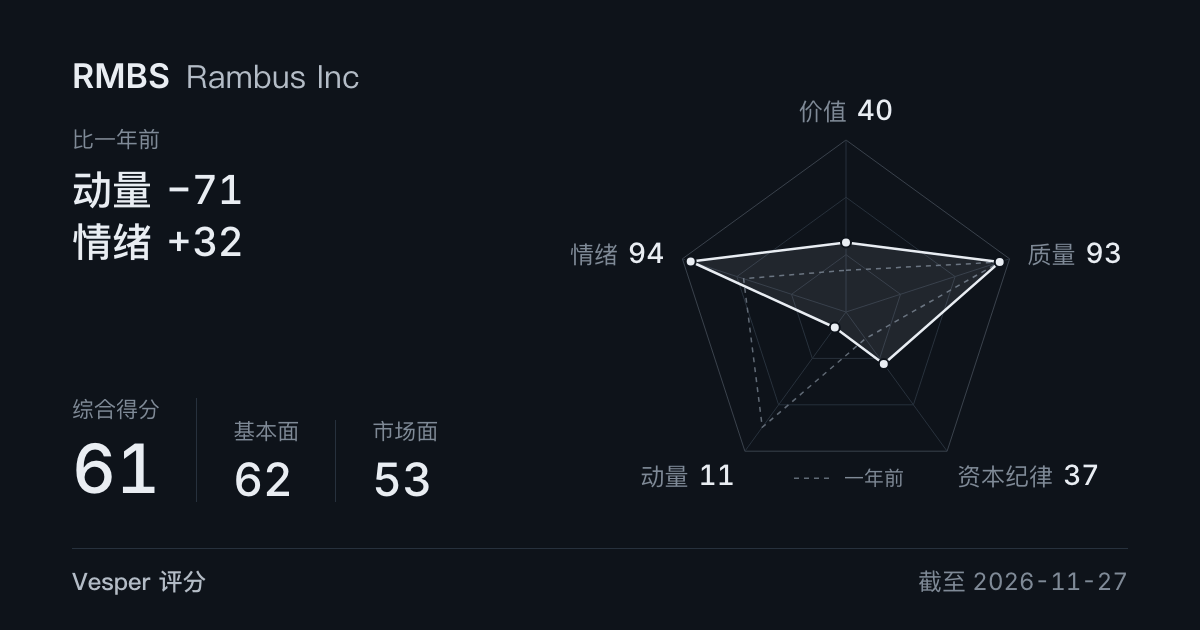 RMBS Rambus Inc
比一年前
动量 −71
情绪 +32
价值 40
情绪 94
质量 93
动量 11
一年前
资本纪律 37
综合得分
61
基本面
62
市场面
53
Vesper 评分
截至 2026-11-27